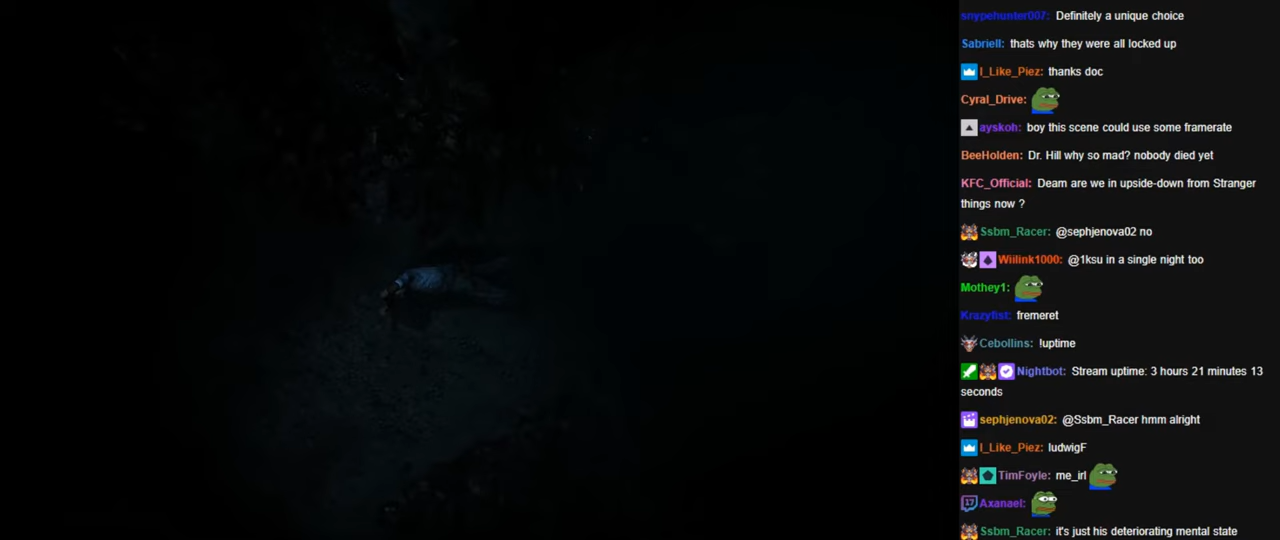 snypehunter007: Definitely a unique choice
Sabriell: thats why they were all locked up
I_Like_Piez: thanks doc
Cyral_Drive:
ayskoh: boy this scene could use some framerate
BeeHolden: Dr. Hill why so mad? nobody died yet
KFC_Official: Deam are we in upside-down from Stranger
things now ?
Ssbm_Racer: @sephjenova02 no
Wiilink1000: @1ksu in a single night too
Mothey1:
Krazyfist: fremeret
Cebollins: !uptime
Nightbot: Stream uptime: 3 hours 21 minutes 13
seconds
sephjenova02: @Ssbm_Racer hmm alright
I_Like_Piez: ludwigF
TimFoyle: me_irl
17 Axanael:
Ssbm_Racer: it's just his deteriorating mental state